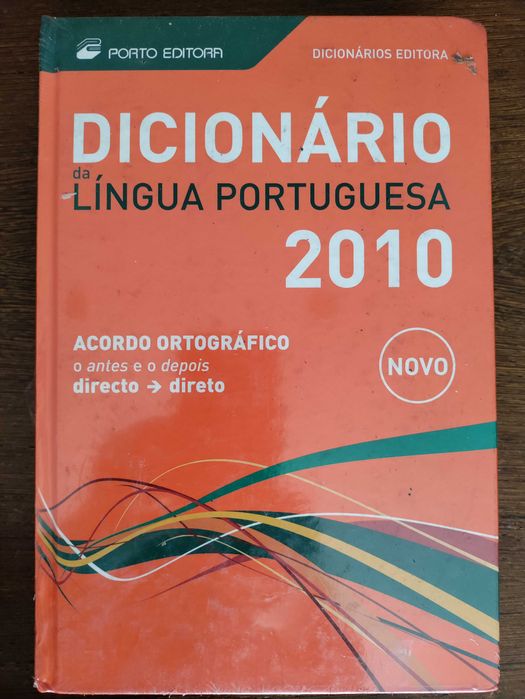 PORTO EDITORA
DICIONÁRIOS EDITORA
DICIONÁRIO
da
LÍNGUA PORTUGUESA
2010
ACORDO ORTOGRÁFICO
o antes e o depois
directo → direto
NOVO